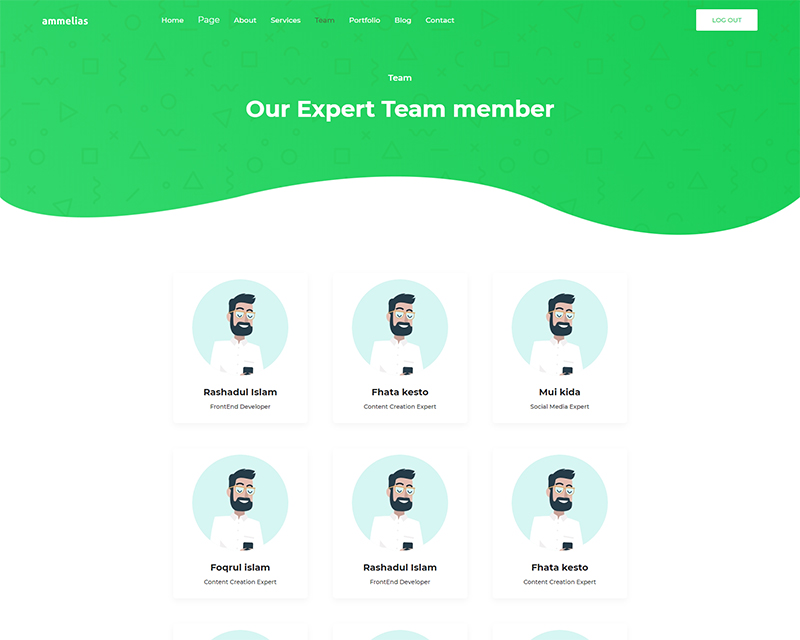 ammelias Home Page About Services Team Portfolio Blog Contact LOG OUT
Team
Our Expert Team member
Rashadul Islam Fhata kesto Mui kida
FrontEnd Developer Content Creation Expert Social Media Expert
Foqrul islam Rashadul Islam Fhata kesto
Content Creation Expert FrontEnd Developer Content Creation Expert